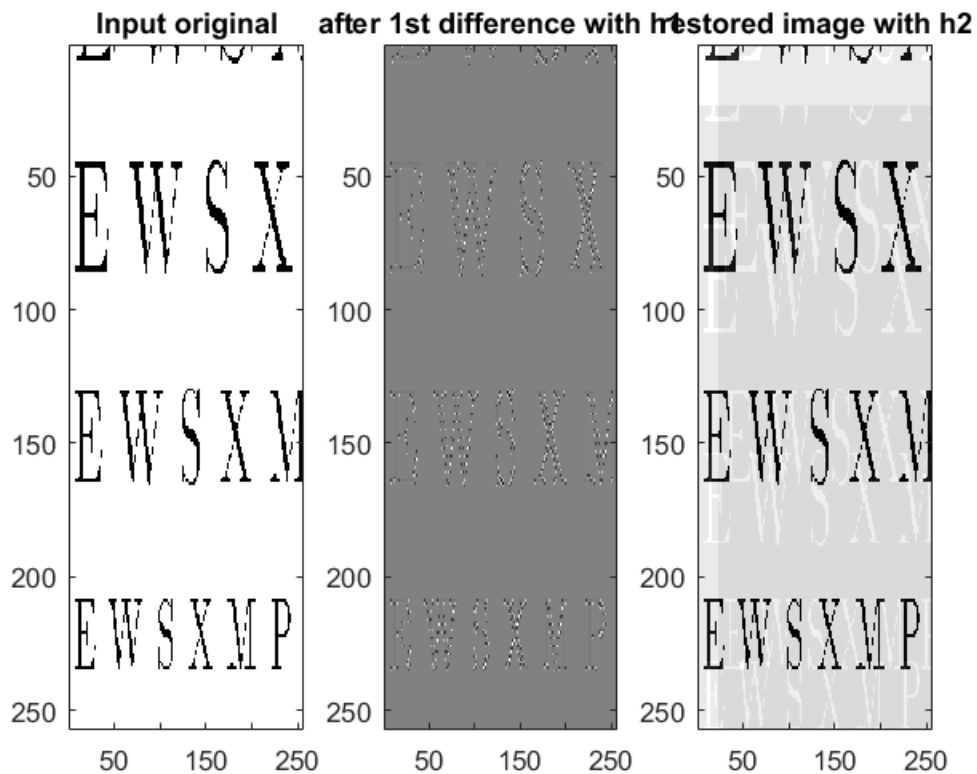 Input original
50
E W S X
100
E W S X M
150
200
E W S X M P
250
50 150 250
after 1st difference with h1
50
E W S X
100
E W S X M
150
200
E W S X M P
250
50 150 250
restored image with h2
50
E W S X
100
E W S X M
150
200
E W S X M P
250
50 150 250